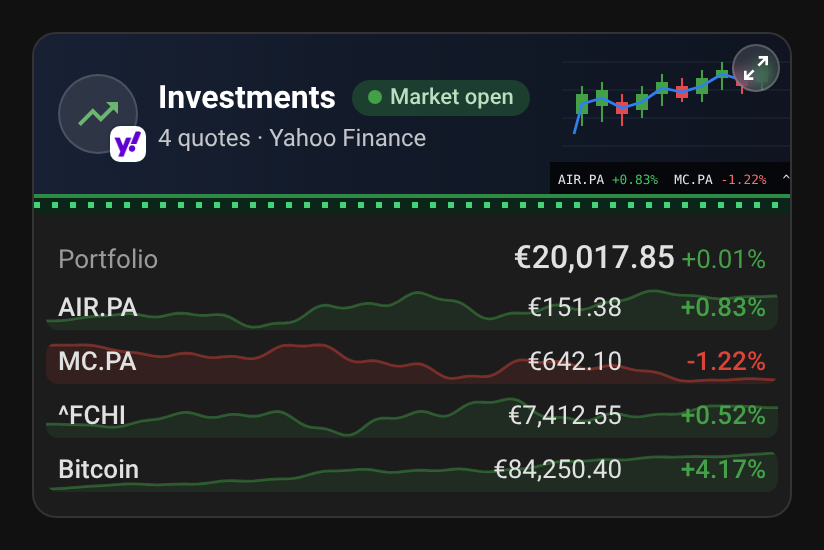 Investments
Market open
4 quotes · Yahoo Finance
y!
AIR.PA +0.83% MC.PA -1.22% ^
Portfolio €20,017.85 +0.01%
AIR.PA €151.38 +0.83%
MC.PA €642.10 -1.22%
^FCHI €7,412.55 +0.52%
Bitcoin €84,250.40 +4.17%